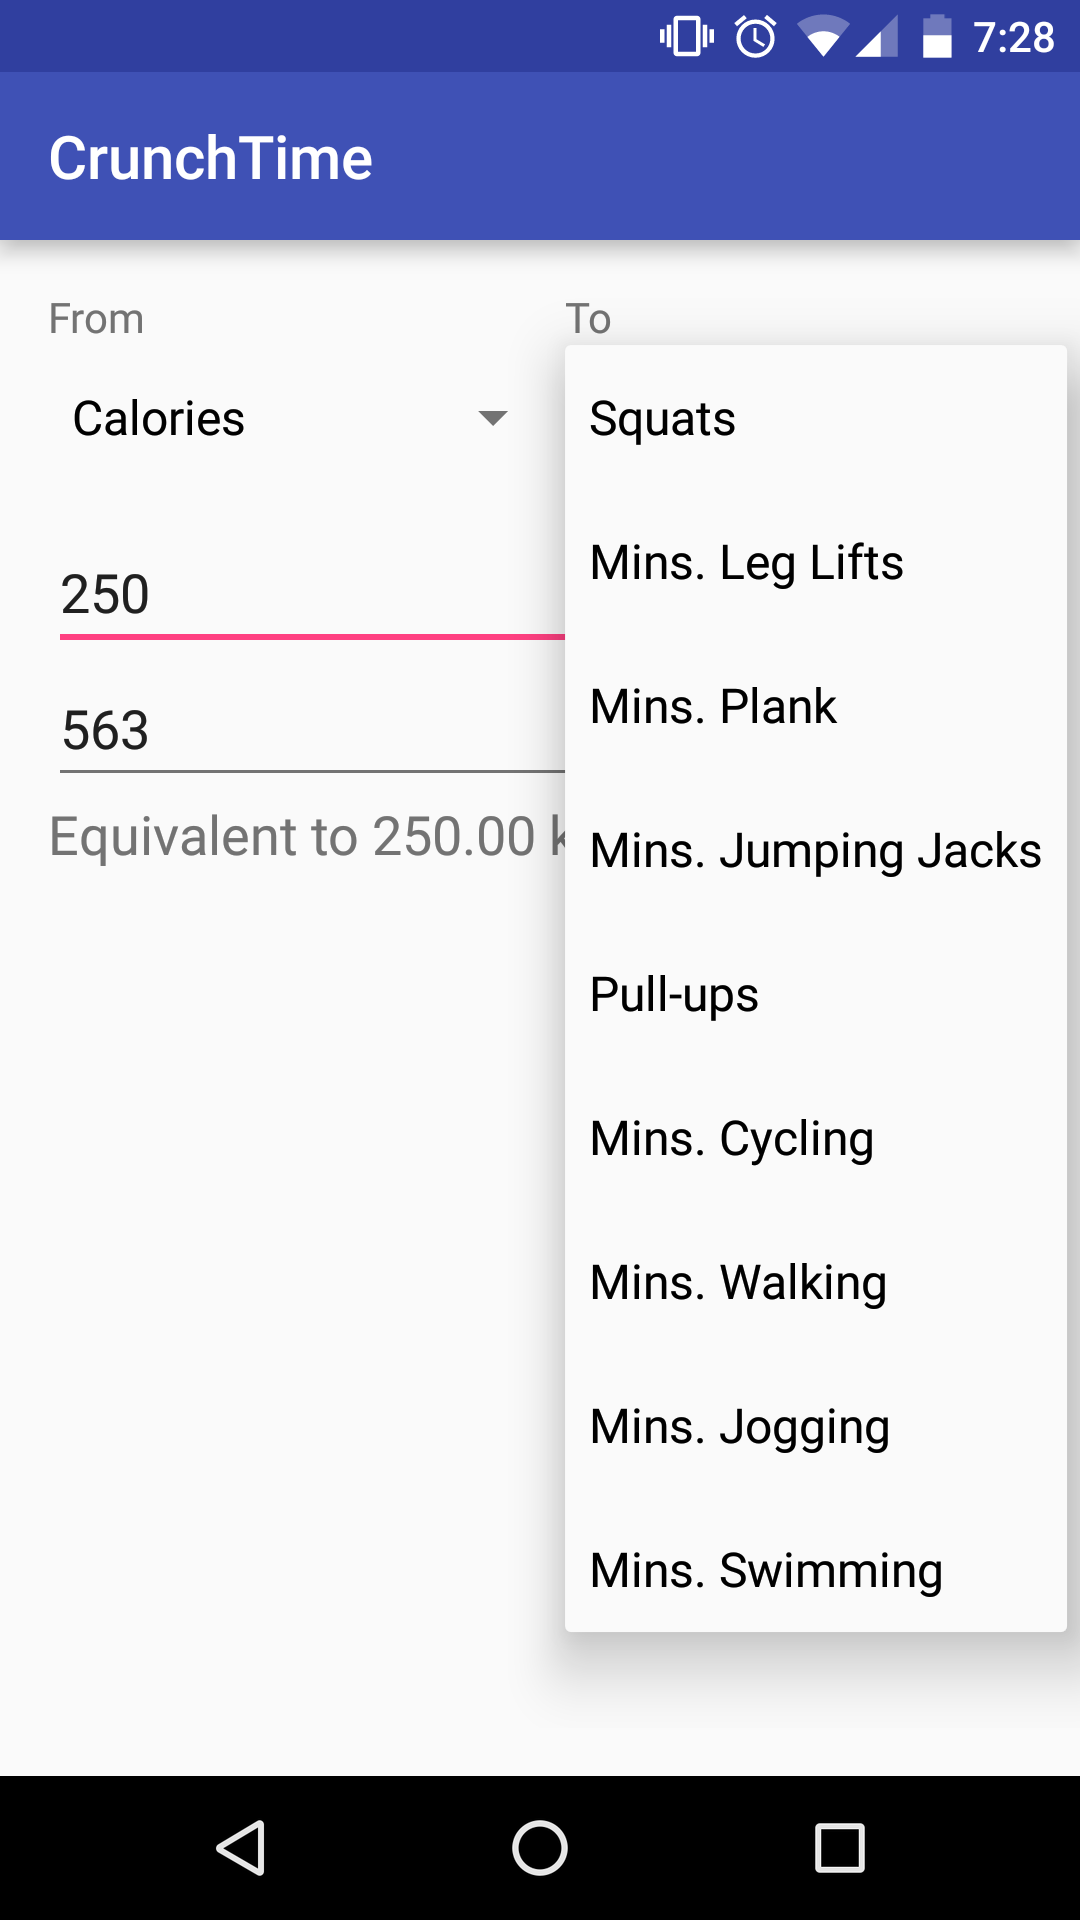 7:28
CrunchTime
From
To
Calories
Squats
Mins. Leg Lifts
250
Mins. Plank
563
Equivalent to 250.00
Mins. Jumping Jacks
Pull-ups
Mins. Cycling
Mins. Walking
Mins. Jogging
Mins. Swimming